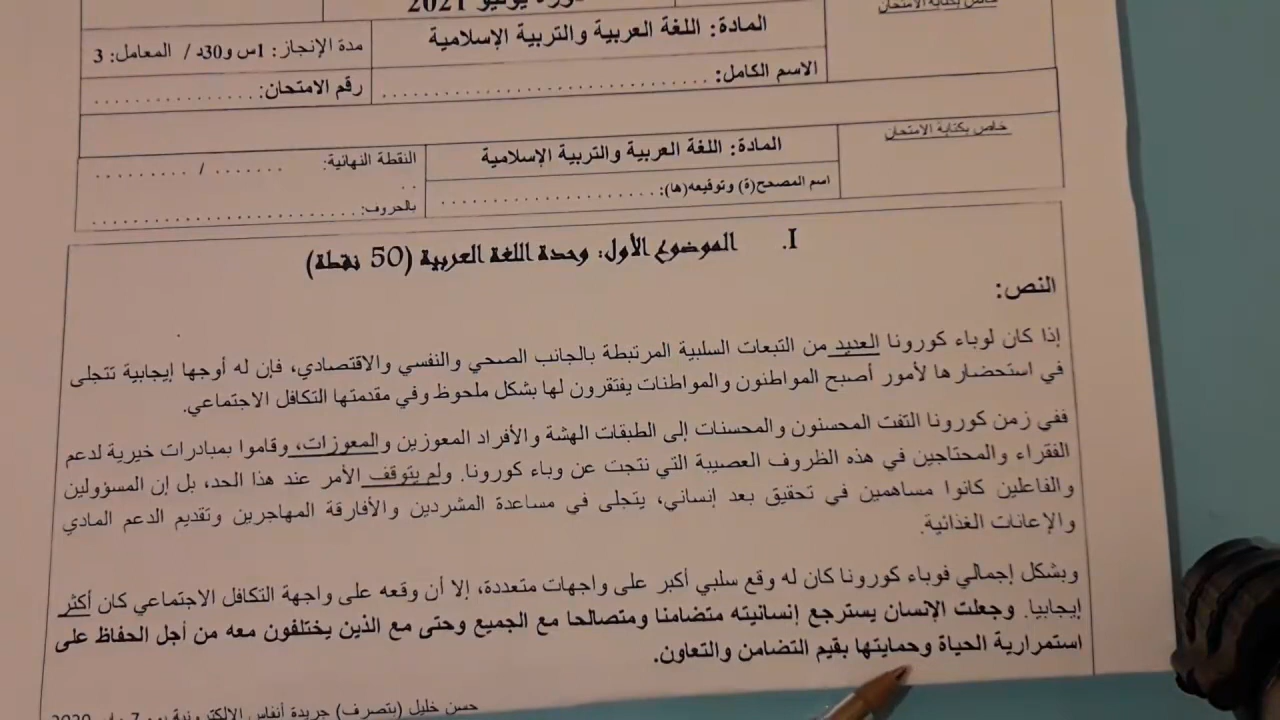 دورة يونيو 2021
خاص بكتابة الامتحان
المادة: اللغة العربية والتربية الإسلامية
مدة الإنجاز: 1س و30د / المعامل: 3
الاسم الكامل: ............................
رقم الامتحان: ................
خاص بكتابة الامتحان
المادة: اللغة العربية والتربية الإسلامية
النقطة النهائية: ....... / .........
..
اسم المصحح(ة) وتوقيعه(ها): ....................
بالحروف: ............................
I. الموضوع الأول: وحدة اللغة العربية (50 نقطة)
النص:
إذا كان لوباء كورونا العديد من التبعات السلبية المرتبطة بالجانب الصحي والنفسي والاقتصادي، فإن له أوجها إيجابية تتجلى
في استحضارها لأمور أصبح المواطنون والمواطنات يفتقرون لها بشكل ملحوظ وفي مقدمتها التكافل الاجتماعي.
ففي زمن كورونا التفت المحسنون والمحسنات إلى الطبقات الهشة والأفراد المعوزين والمعوزات، وقاموا بمبادرات خيرية لدعم
الفقراء والمحتاجين في هذه الظروف العصيبة التي نتجت عن وباء كورونا. ولم يتوقف الأمر عند هذا الحد، بل إن المسؤولين
والفاعلين كانوا مساهمين في تحقيق بعد إنساني، يتجلى في مساعدة المشردين والأفارقة المهاجرين وتقديم الدعم المادي
والإعانات الغذائية.
وبشكل إجمالي فوباء كورونا كان له وقع سلبي أكبر على واجهات متعددة، إلا أن وقعه على واجهة التكافل الاجتماعي كان أكثر
إيجابيا. وجعلت الإنسان يسترجع إنسانيته متضامنا ومتصالحا مع الجميع وحتى مع الذين يختلفون معه من أجل الحفاظ على
استمرارية الحياة وحمايتها بقيم التضامن والتعاون.
حسن خليل (بتصرف) جريدة أنفاس الإلكترونية يوم 7